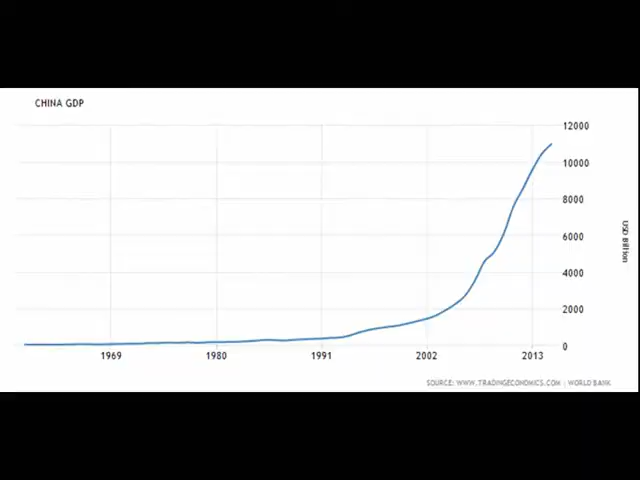 CHINA GDP
12000
10000
8000
6000
4000
2000
0
USD Billion
1969 1980 1991 2002 2013
SOURCE: WWW.TRADINGECONOMICS.COM | WORLD BANK